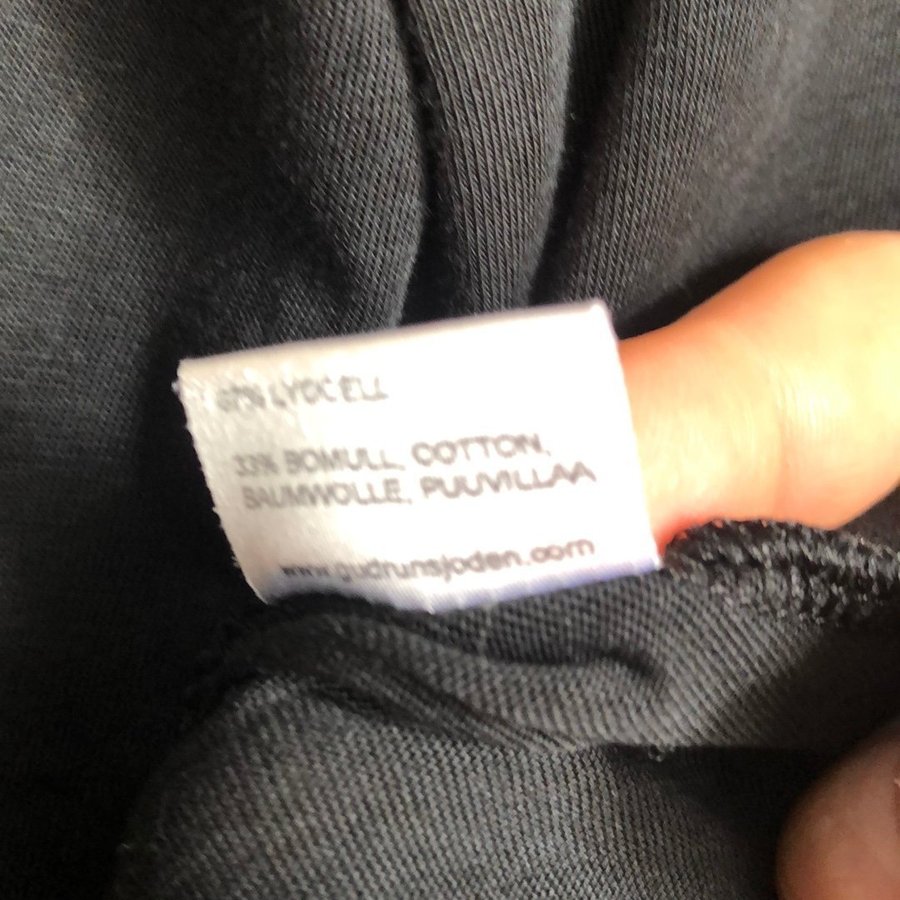 67% LYOCELL
33% BOMULL, COTTON,
BAUMWOLLE, PUUVILLAA
www.gudrunsjoden.com